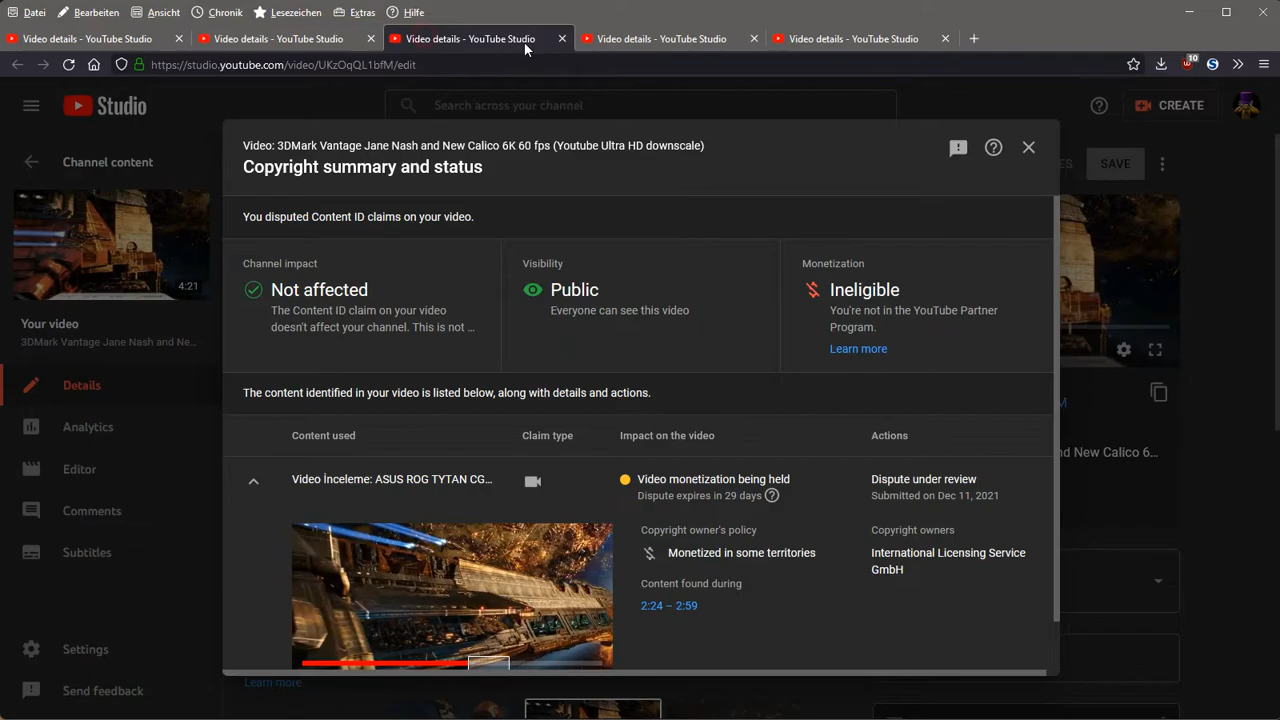 Datei Bearbeiten Ansicht Chronik Lesezeichen Extras Hilfe
Video details - YouTube Studio Video details - YouTube Studio Video details - YouTube Studio Video details - YouTube Studio Video details - YouTube Studio
https://studio.youtube.com/video/UKzOqQL1bfM/edit 10
Studio
Search across your channel
CREATE
Channel content
SAVE
4:21
Your video
3DMark Vantage Jane Nash and Ne...
Details
Analytics
Editor
Comments
Subtitles
Settings
Send feedback
Video: 3DMark Vantage Jane Nash and New Calico 6K 60 fps (Youtube Ultra HD downscale)
Copyright summary and status
You disputed Content ID claims on your video.
Channel impact
Not affected
The Content ID claim on your video
doesn't affect your channel. This is not ...
Visibility
Public
Everyone can see this video
Monetization
Ineligible
You're not in the YouTube Partner
Program.
Learn more
The content identified in your video is listed below, along with details and actions.
Content used Claim type Impact on the video Actions
Video İnceleme: ASUS ROG TYTAN CG...
Video monetization being held
Dispute expires in 29 days
Dispute under review
Submitted on Dec 11, 2021
Copyright owner's policy
Monetized in some territories
Content found during
2:24 – 2:59
Copyright owners
International Licensing Service
GmbH
nd New Calico 6...
Learn more